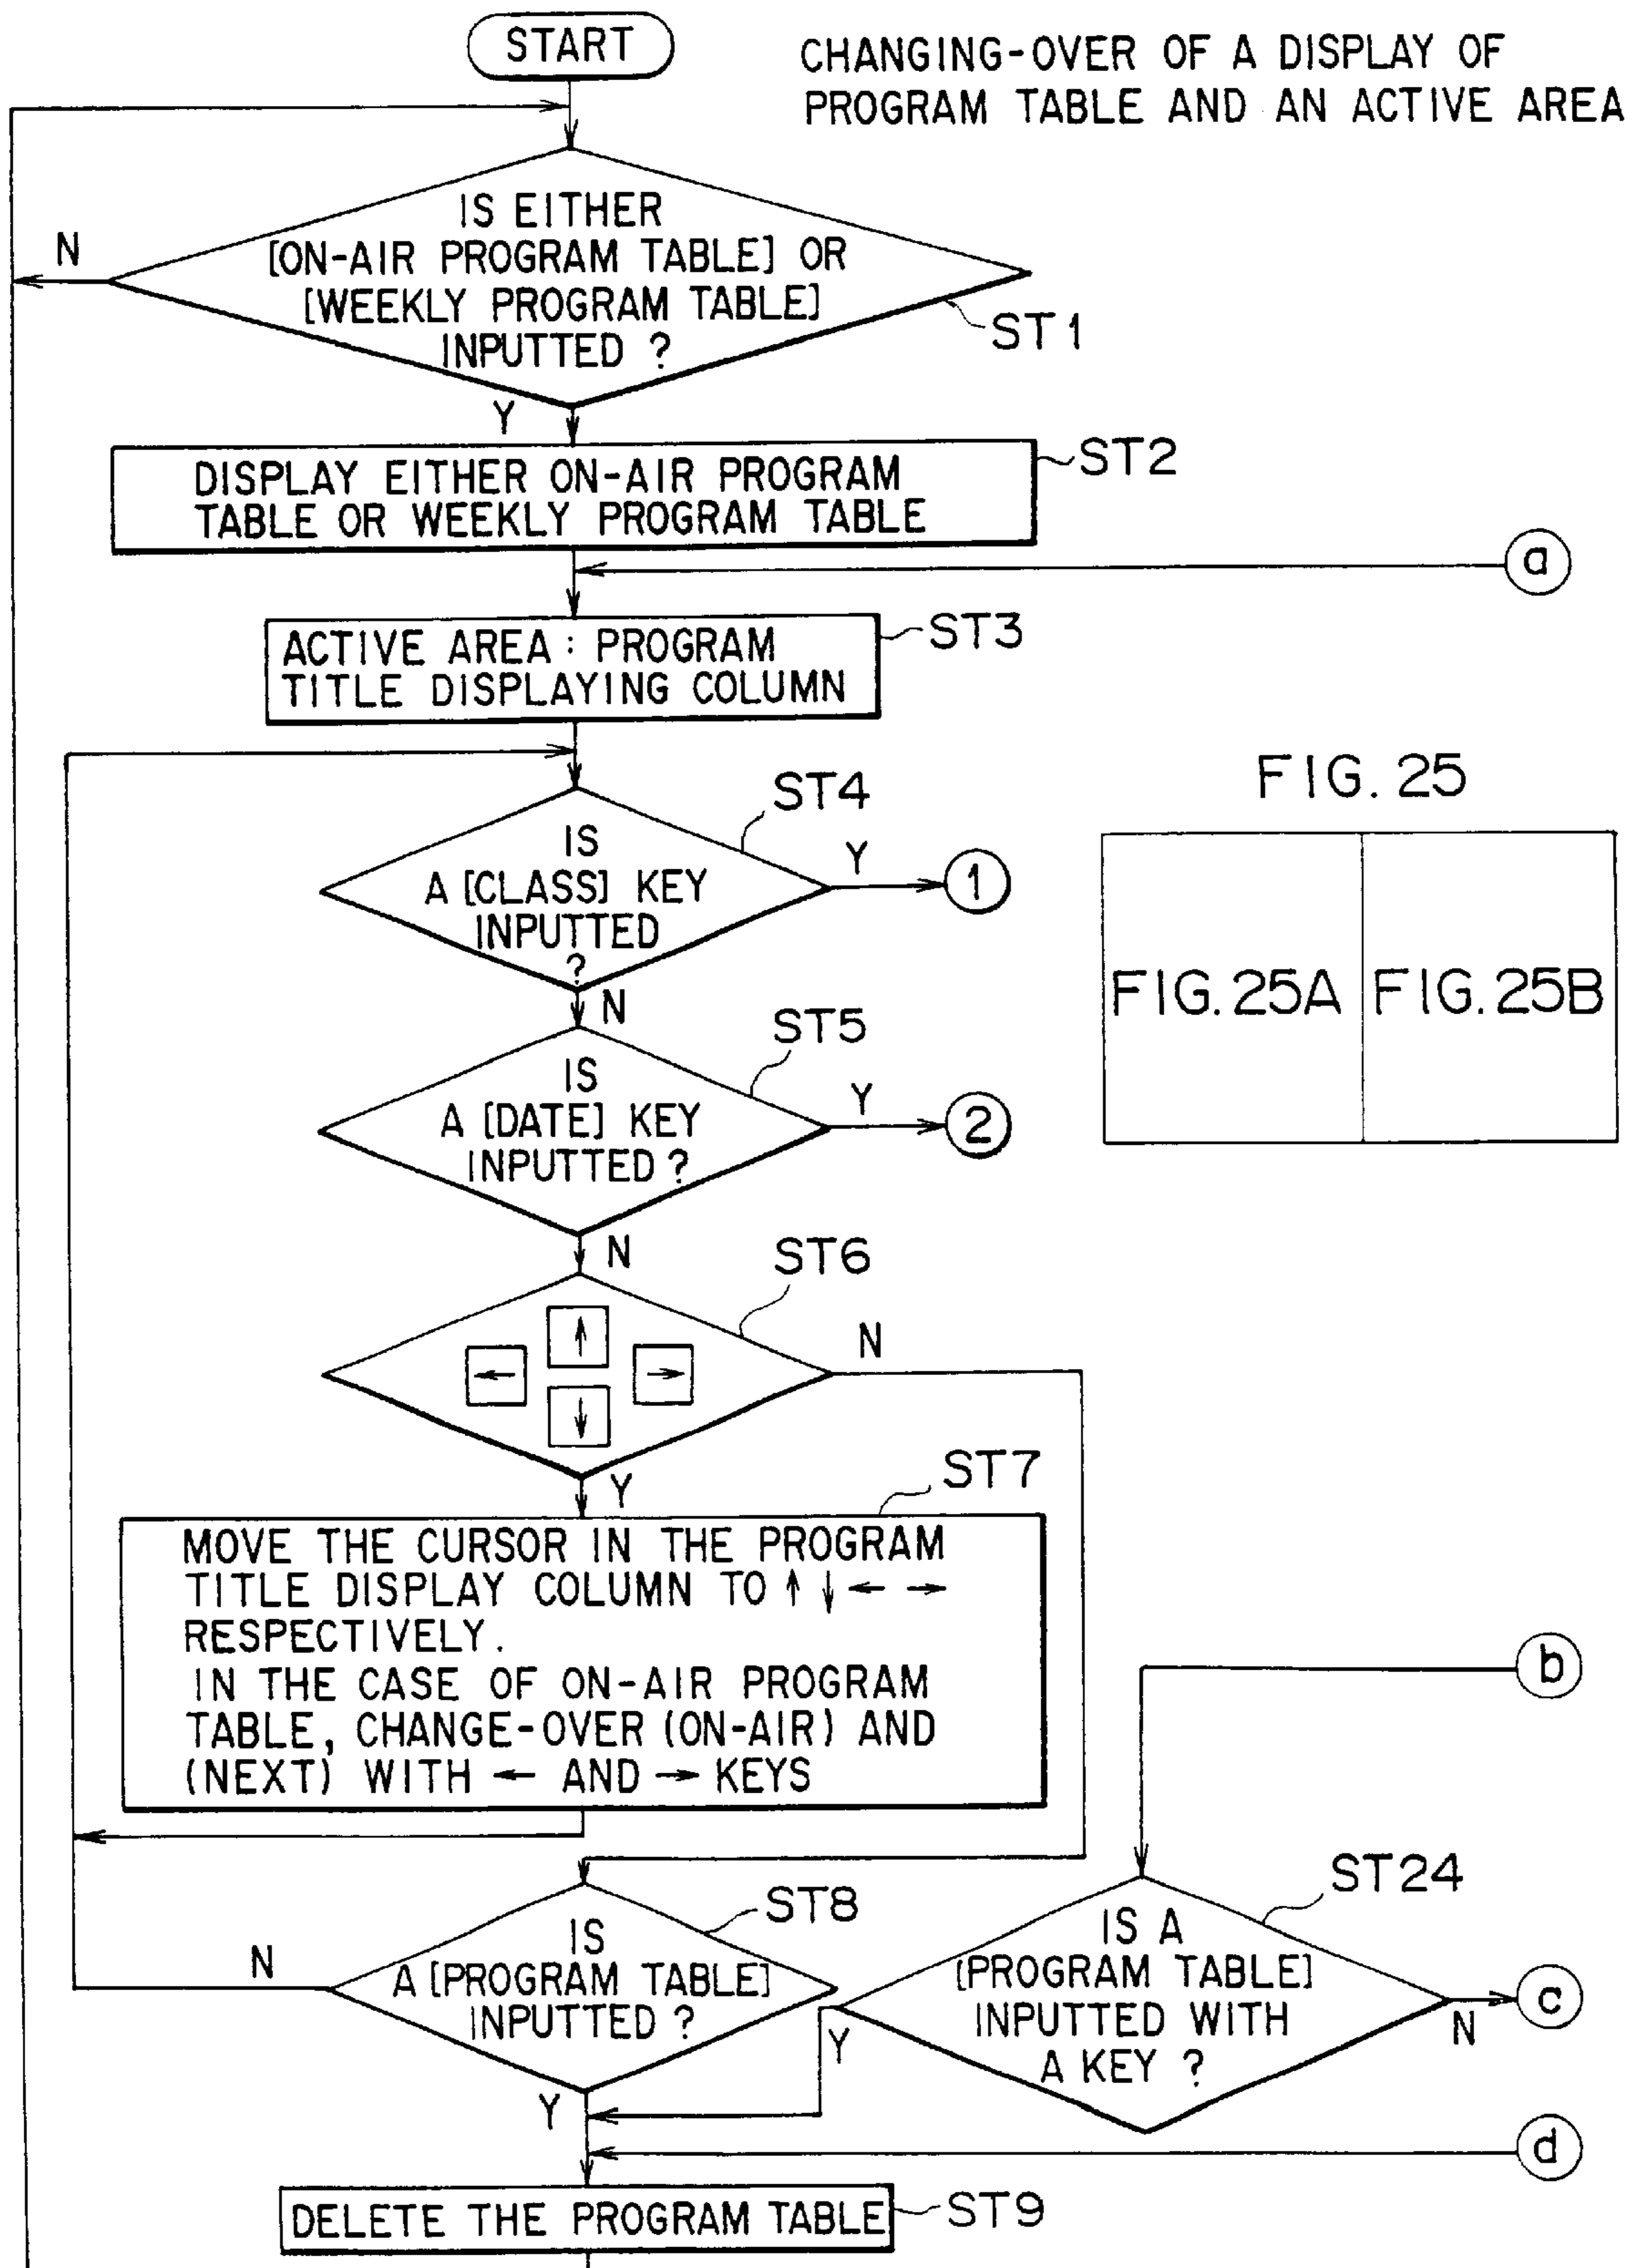 START
CHANGING-OVER OF A DISPLAY OF
PROGRAM TABLE AND AN ACTIVE AREA
IS EITHER
[ON-AIR PROGRAM TABLE] OR
[WEEKLY PROGRAM TABLE]
INPUTTED ?
N
ST1
Y
DISPLAY EITHER ON-AIR PROGRAM
TABLE OR WEEKLY PROGRAM TABLE
ST2
a
ACTIVE AREA : PROGRAM
TITLE DISPLAYING COLUMN
ST3
FIG. 25
FIG. 25A
FIG. 25B
ST4
IS
A [CLASS] KEY
INPUTTED
?
Y
1
N
ST5
IS
A [DATE] KEY
INPUTTED ?
Y
2
N
ST6
↑
← →
↓
N
Y
ST7
MOVE THE CURSOR IN THE PROGRAM
TITLE DISPLAY COLUMN TO ↑ ↓ ← →
RESPECTIVELY.
IN THE CASE OF ON-AIR PROGRAM
TABLE, CHANGE-OVER (ON-AIR) AND
(NEXT) WITH ← AND → KEYS
b
ST8
IS
A [PROGRAM TABLE]
INPUTTED ?
N
Y
ST24
IS A
[PROGRAM TABLE]
INPUTTED WITH
A KEY ?
Y
N
c
d
DELETE THE PROGRAM TABLE
ST9